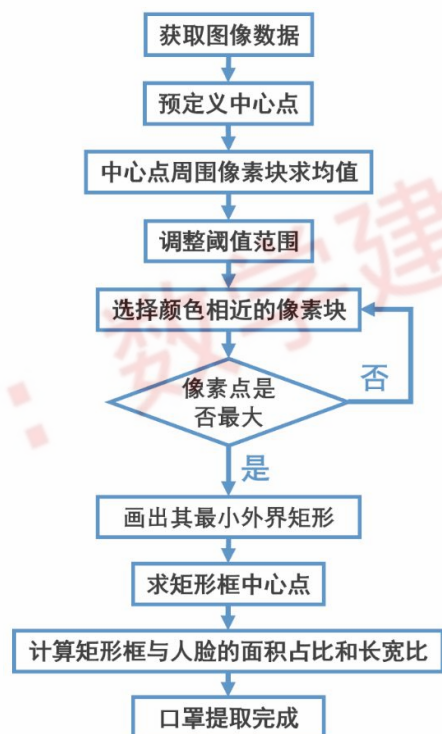 获取图像数据
预定义中心点
中心点周围像素块求均值
调整阈值范围
选择颜色相近的像素块
像素点是
否最大
否
是
画出其最小外界矩形
求矩形框中心点
计算矩形框与人脸的面积占比和长宽比
口罩提取完成
：数学建